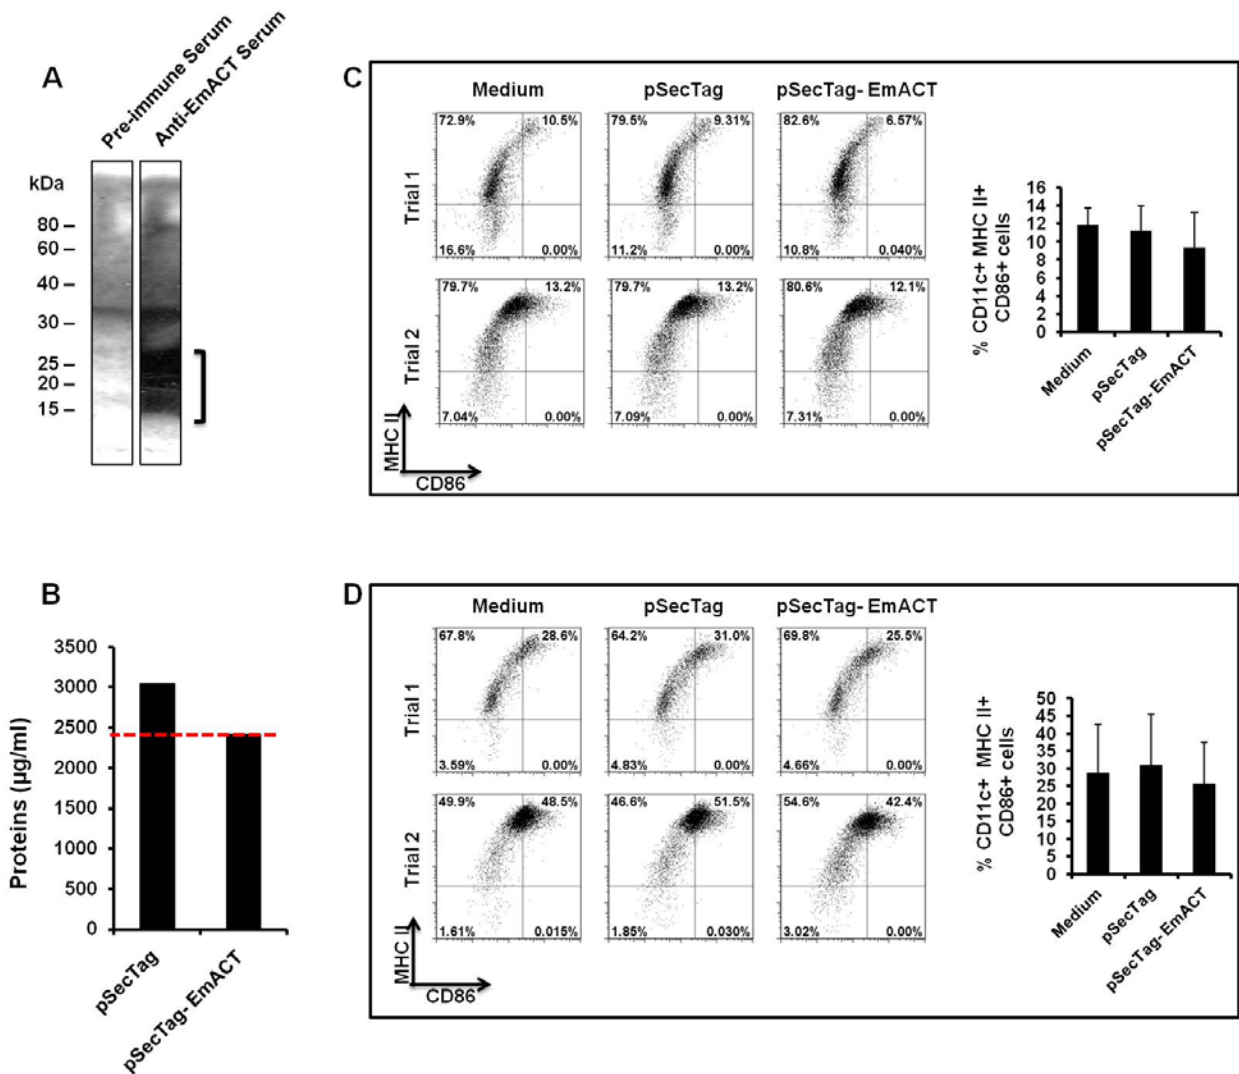 A
Pre-immune Serum
Anti-EmACT Serum
kDa
80 –
60 –
40 –
30 –
25 –
20 –
15 –
B
Proteins (µg/ml)
3500
3000
2500
2000
1500
1000
500
0
pSecTag
pSecTag- EmACT
C
Medium
pSecTag
pSecTag- EmACT
Trial 1
72.9% 10.5%
16.6% 0.00%
79.5% 9.31%
11.2% 0.00%
82.6% 6.57%
10.8% 0.040%
Trial 2
79.7% 13.2%
7.04% 0.00%
79.7% 13.2%
7.09% 0.00%
80.6% 12.1%
7.31% 0.00%
MHC II
CD86
% CD11c+ MHC II+
CD86+ cells
16
14
12
10
8
6
4
2
0
Medium
pSecTag
pSecTag- EmACT
D
Medium
pSecTag
pSecTag- EmACT
Trial 1
67.8% 28.6%
3.59% 0.00%
64.2% 31.0%
4.83% 0.00%
69.8% 25.5%
4.66% 0.00%
Trial 2
49.9% 48.5%
1.61% 0.015%
46.6% 51.5%
1.85% 0.030%
54.6% 42.4%
3.02% 0.00%
MHC II
CD86
% CD11c+ MHC II+
CD86+ cells
50
45
40
35
30
25
20
15
10
5
0
Medium
pSecTag
pSecTag- EmACT